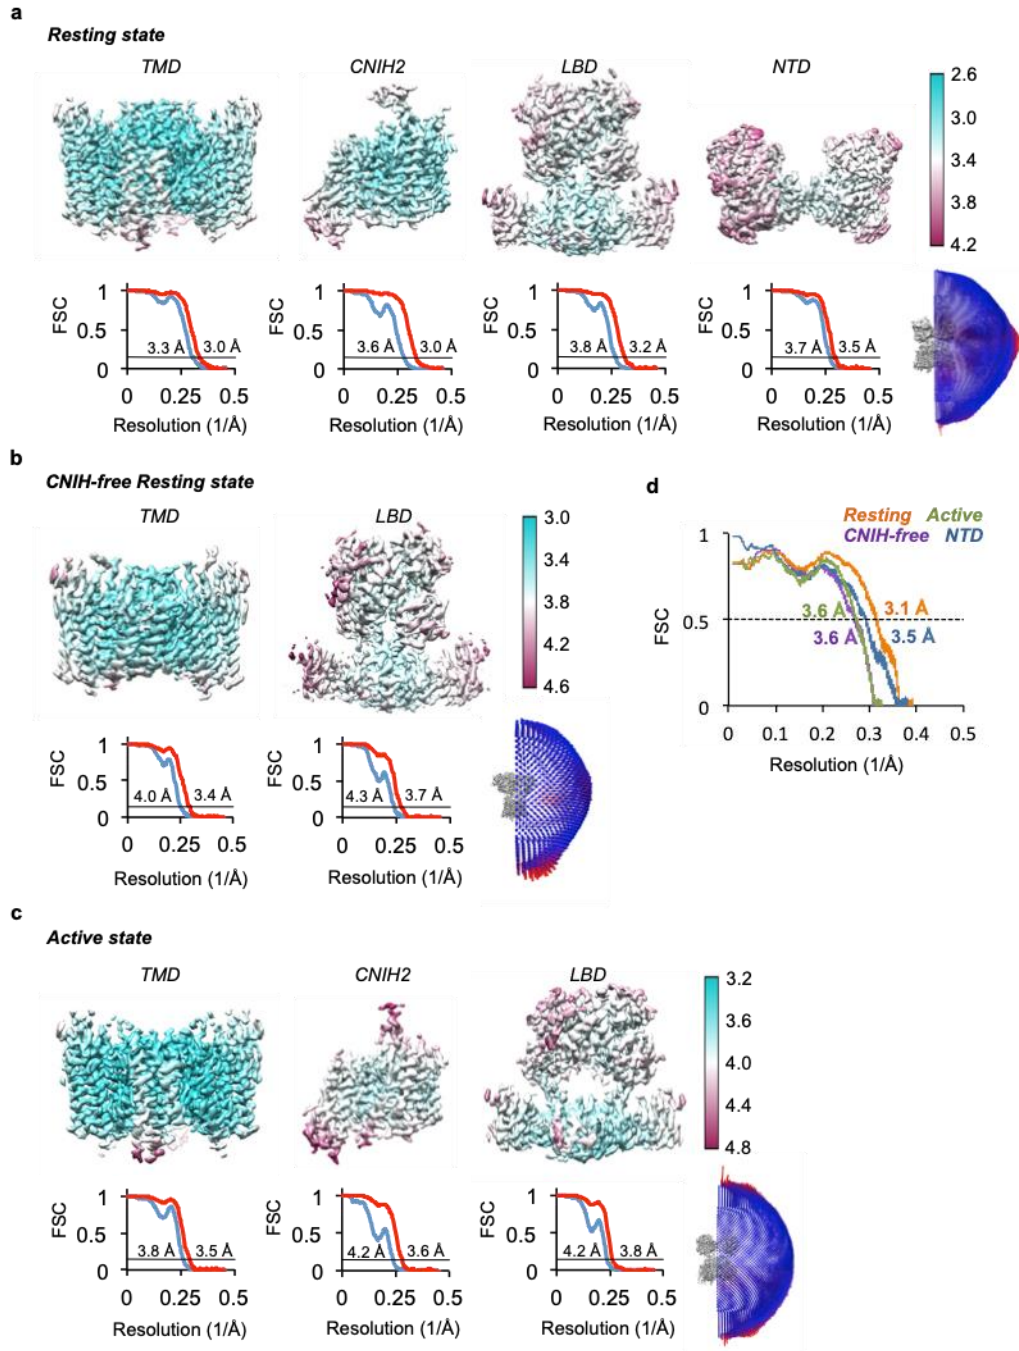 a
Resting state
TMD
CNIH2
LBD
NTD
2.6
3.0
3.4
3.8
4.2
FSC
1
0.5
0
3.3 Å
3.0 Å
0
0.25
0.5
Resolution (1/Å)
FSC
1
0.5
0
3.6 Å
3.0 Å
0
0.25
0.5
Resolution (1/Å)
FSC
1
0.5
0
3.8 Å
3.2 Å
0
0.25
0.5
Resolution (1/Å)
FSC
1
0.5
0
3.7 Å
3.5 Å
0
0.25
0.5
Resolution (1/Å)
b
CNIH-free Resting state
TMD
LBD
3.0
3.4
3.8
4.2
4.6
FSC
1
0.5
0
4.0 Å
3.4 Å
0
0.25
0.5
Resolution (1/Å)
FSC
1
0.5
0
4.3 Å
3.7 Å
0
0.25
0.5
Resolution (1/Å)
d
Resting Active
CNIH-free NTD
FSC
1
0.5
0
3.6 Å
3.1 Å
3.6 Å
3.5 Å
0
0.1
0.2
0.3
0.4
0.5
Resolution (1/Å)
c
Active state
TMD
CNIH2
LBD
3.2
3.6
4.0
4.4
4.8
FSC
1
0.5
0
3.8 Å
3.5 Å
0
0.25
0.5
Resolution (1/Å)
FSC
1
0.5
0
4.2 Å
3.6 Å
0
0.25
0.5
Resolution (1/Å)
FSC
1
0.5
0
4.2 Å
3.8 Å
0
0.25
0.5
Resolution (1/Å)